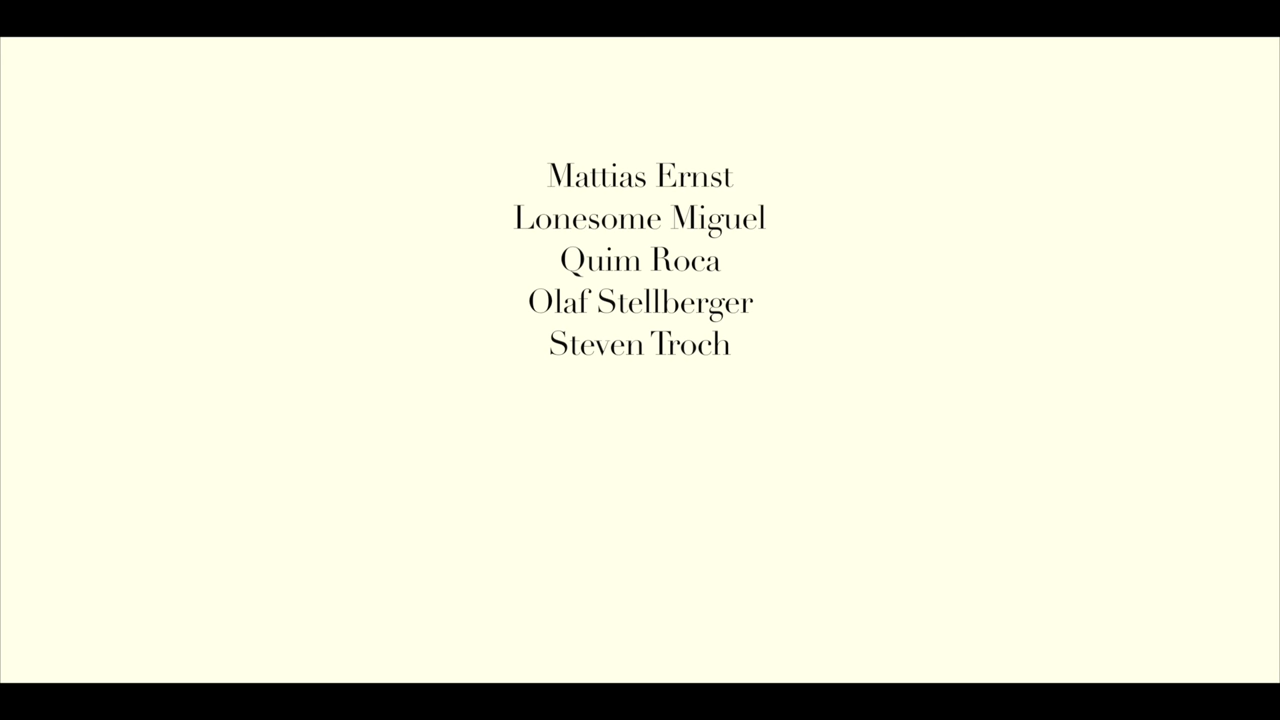 Mattias Ernst
Lonesome Miguel
Quim Roca
Olaf Stellberger
Steven Troch